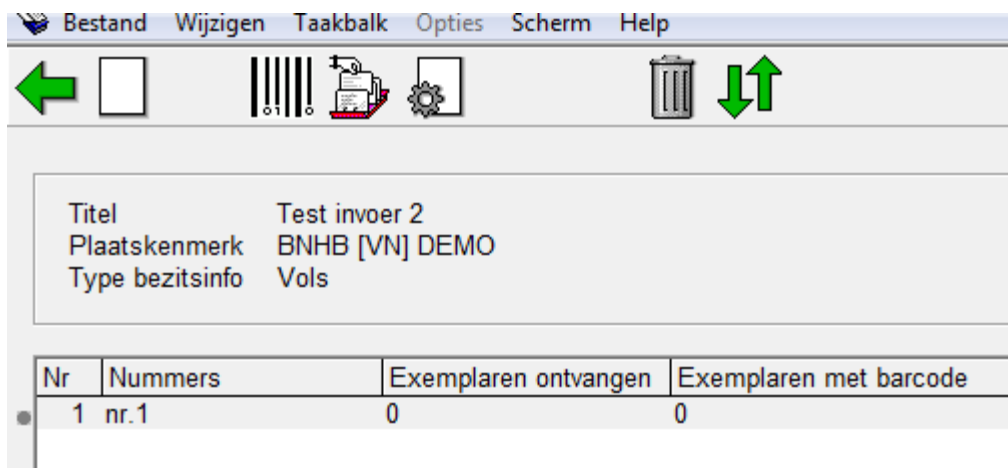 Bestand Wijzigen Taakbalk Opties Scherm Help
Titel Test invoer 2
Plaatskenmerk BNHB [VN] DEMO
Type bezitsinfo Vols
Nr Nummers Exemplaren ontvangen Exemplaren met barcode
1 nr.1 0 0